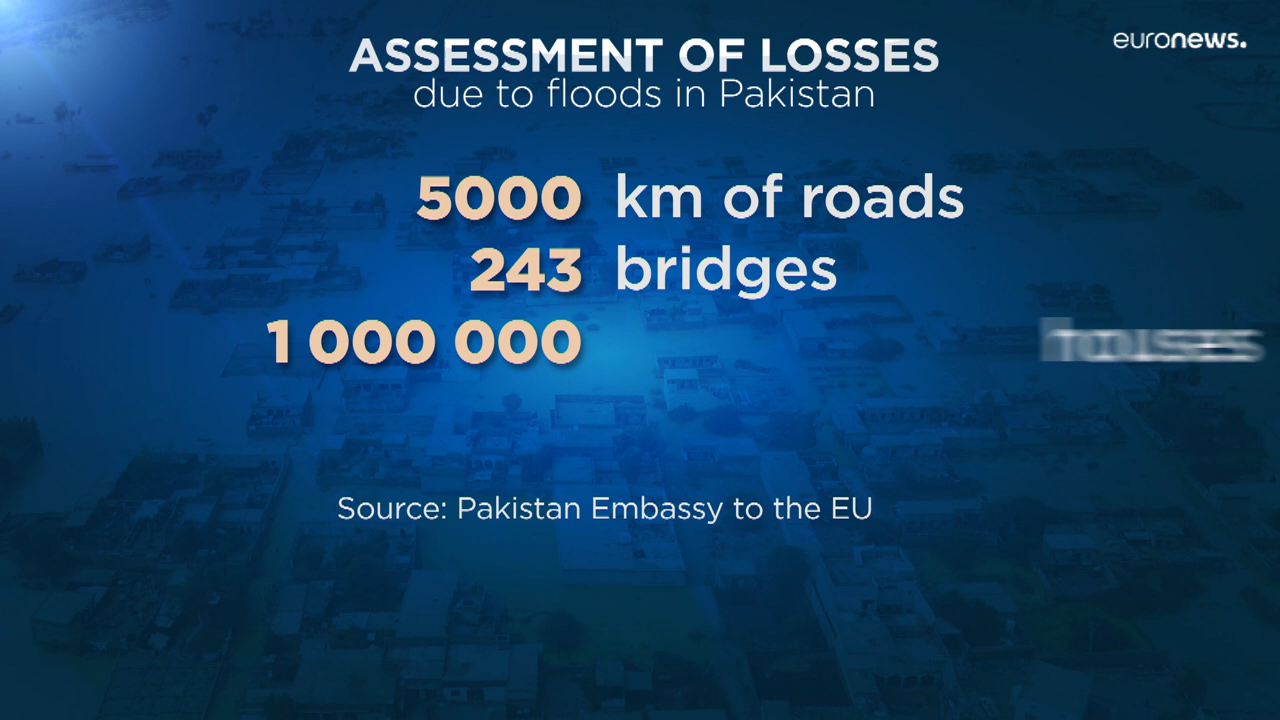 euronews.
ASSESSMENT OF LOSSES
due to floods in Pakistan
5000 km of roads
243 bridges
1 000 000 houses
Source: Pakistan Embassy to the EU